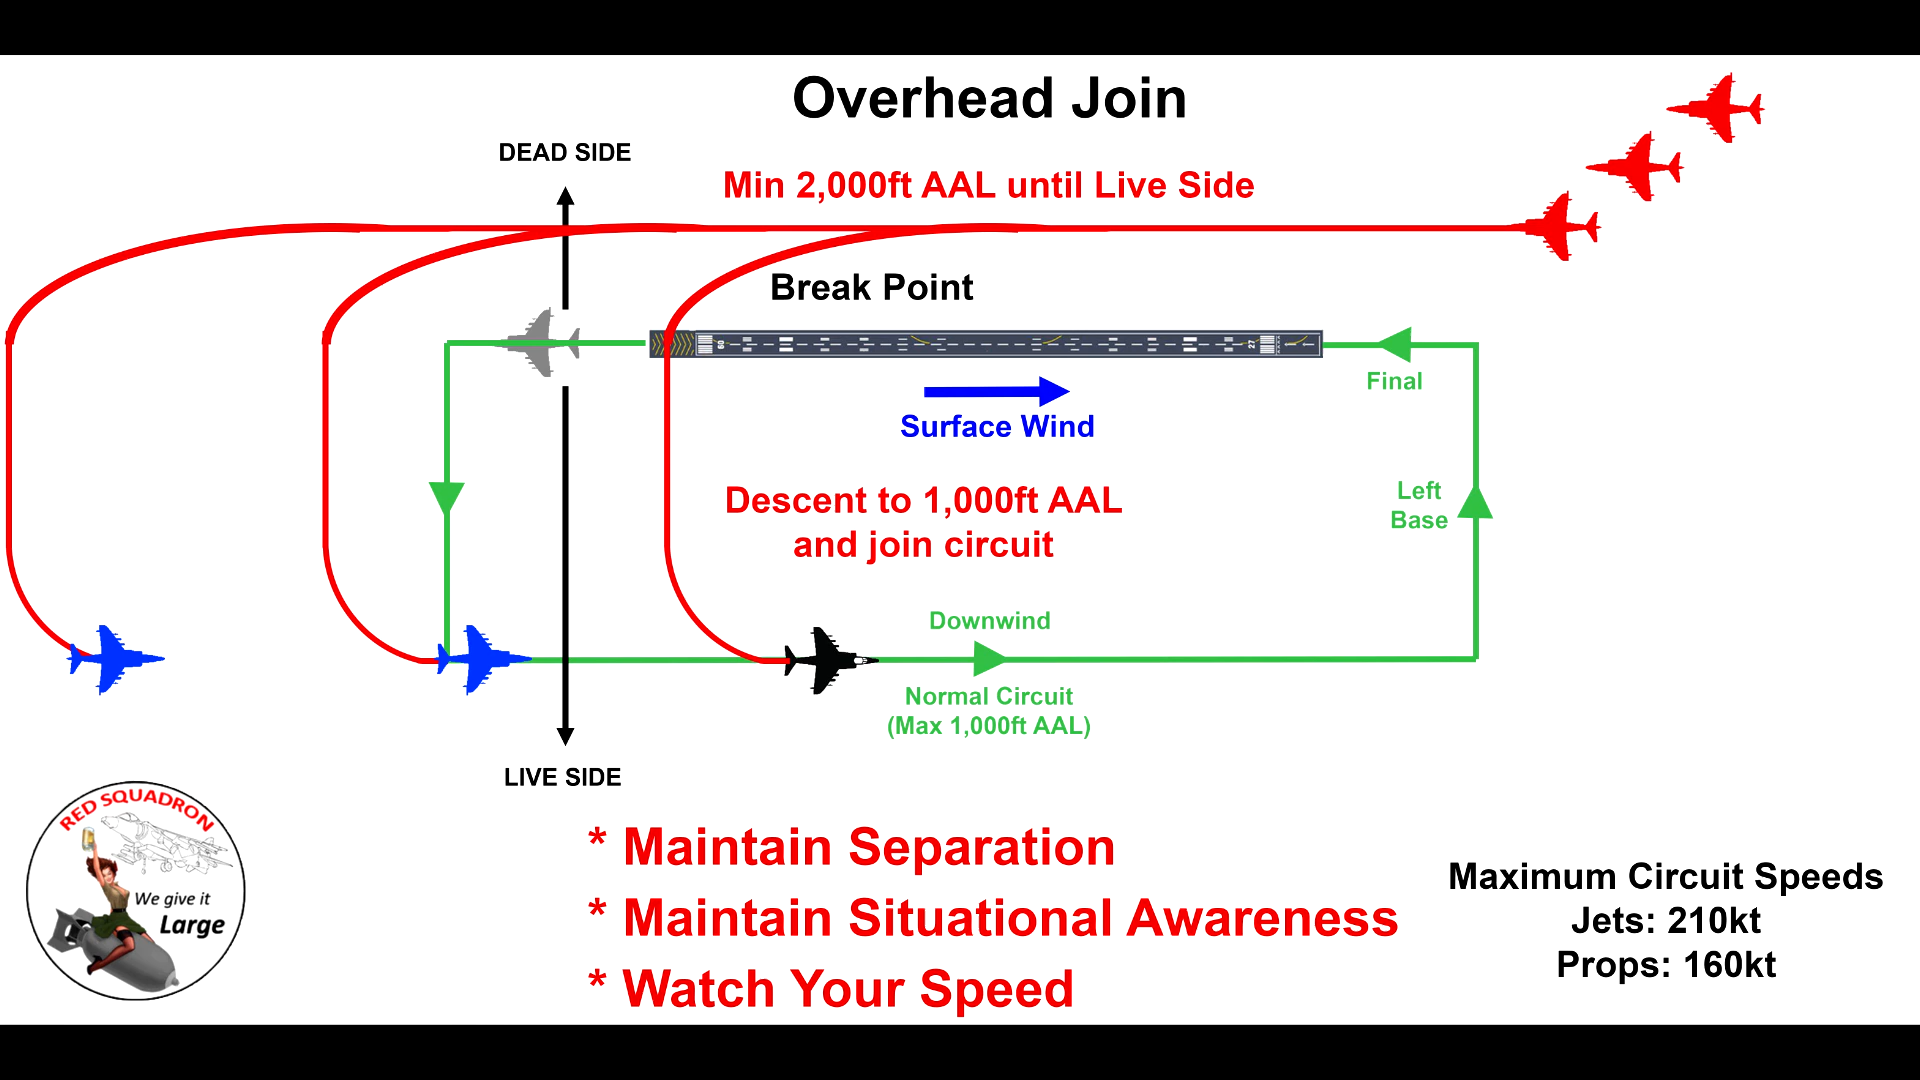 Overhead Join
DEAD SIDE
Min 2,000ft AAL until Live Side
Break Point
09
27
Final
Surface Wind
Descent to 1,000ft AAL
and join circuit
Left
Base
Downwind
Normal Circuit
(Max 1,000ft AAL)
LIVE SIDE
RED SQUADRON
We give it
Large
* Maintain Separation
* Maintain Situational Awareness
* Watch Your Speed
Maximum Circuit Speeds
Jets: 210kt
Props: 160kt